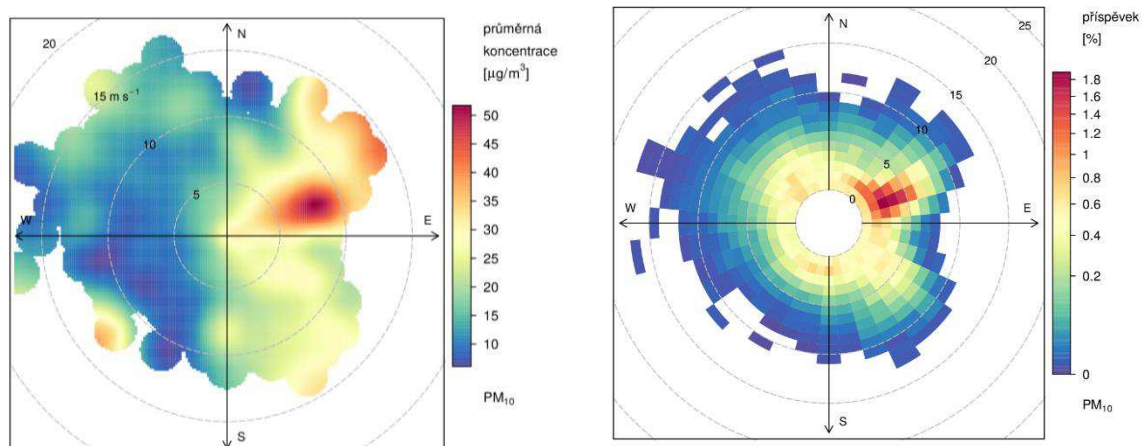 20
N
15 m s⁻¹
10
5
W
E
S
průměrná
koncentrace
[μg/m³]
50
45
40
35
30
25
20
15
10
PM₁₀
N
25
20
15
10
5
0
W
E
S
příspěvek
[%]
1.8
1.6
1.4
1.2
1
0.8
0.6
0.4
0.2
0
PM₁₀